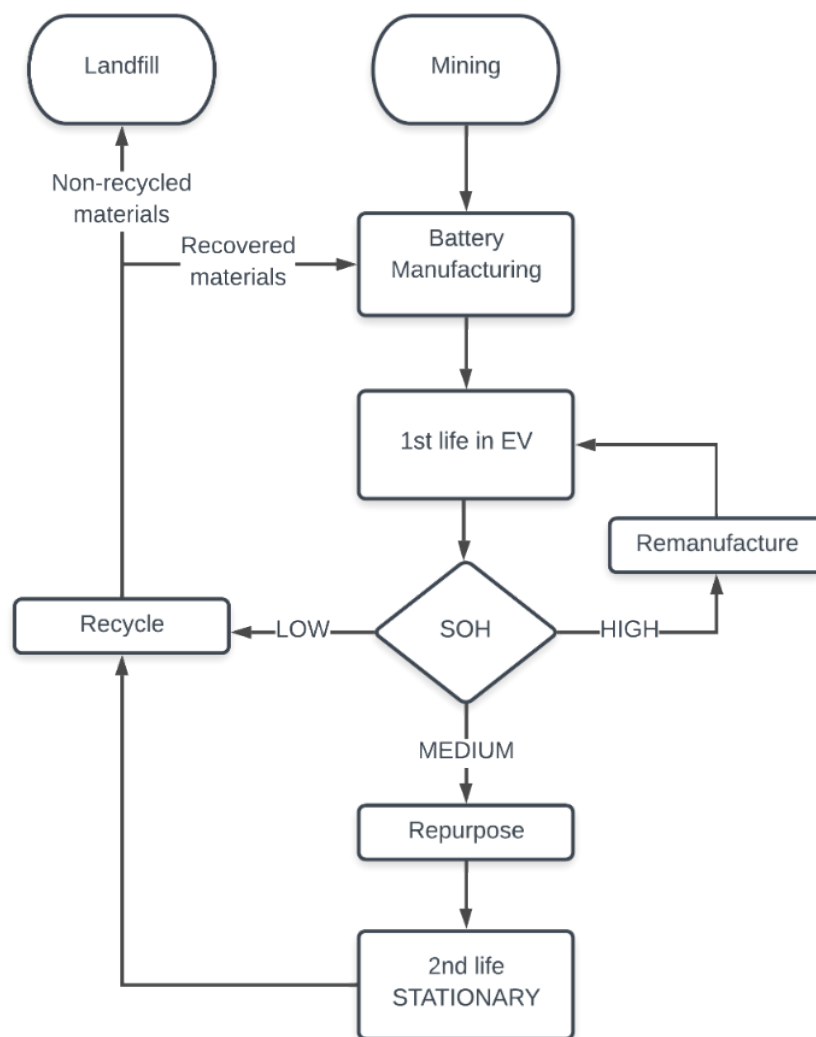 Landfill
Mining
Non-recycled
materials
Recovered
materials
Battery
Manufacturing
1st life in EV
Remanufacture
Recycle
LOW
SOH
HIGH
MEDIUM
Repurpose
2nd life
STATIONARY